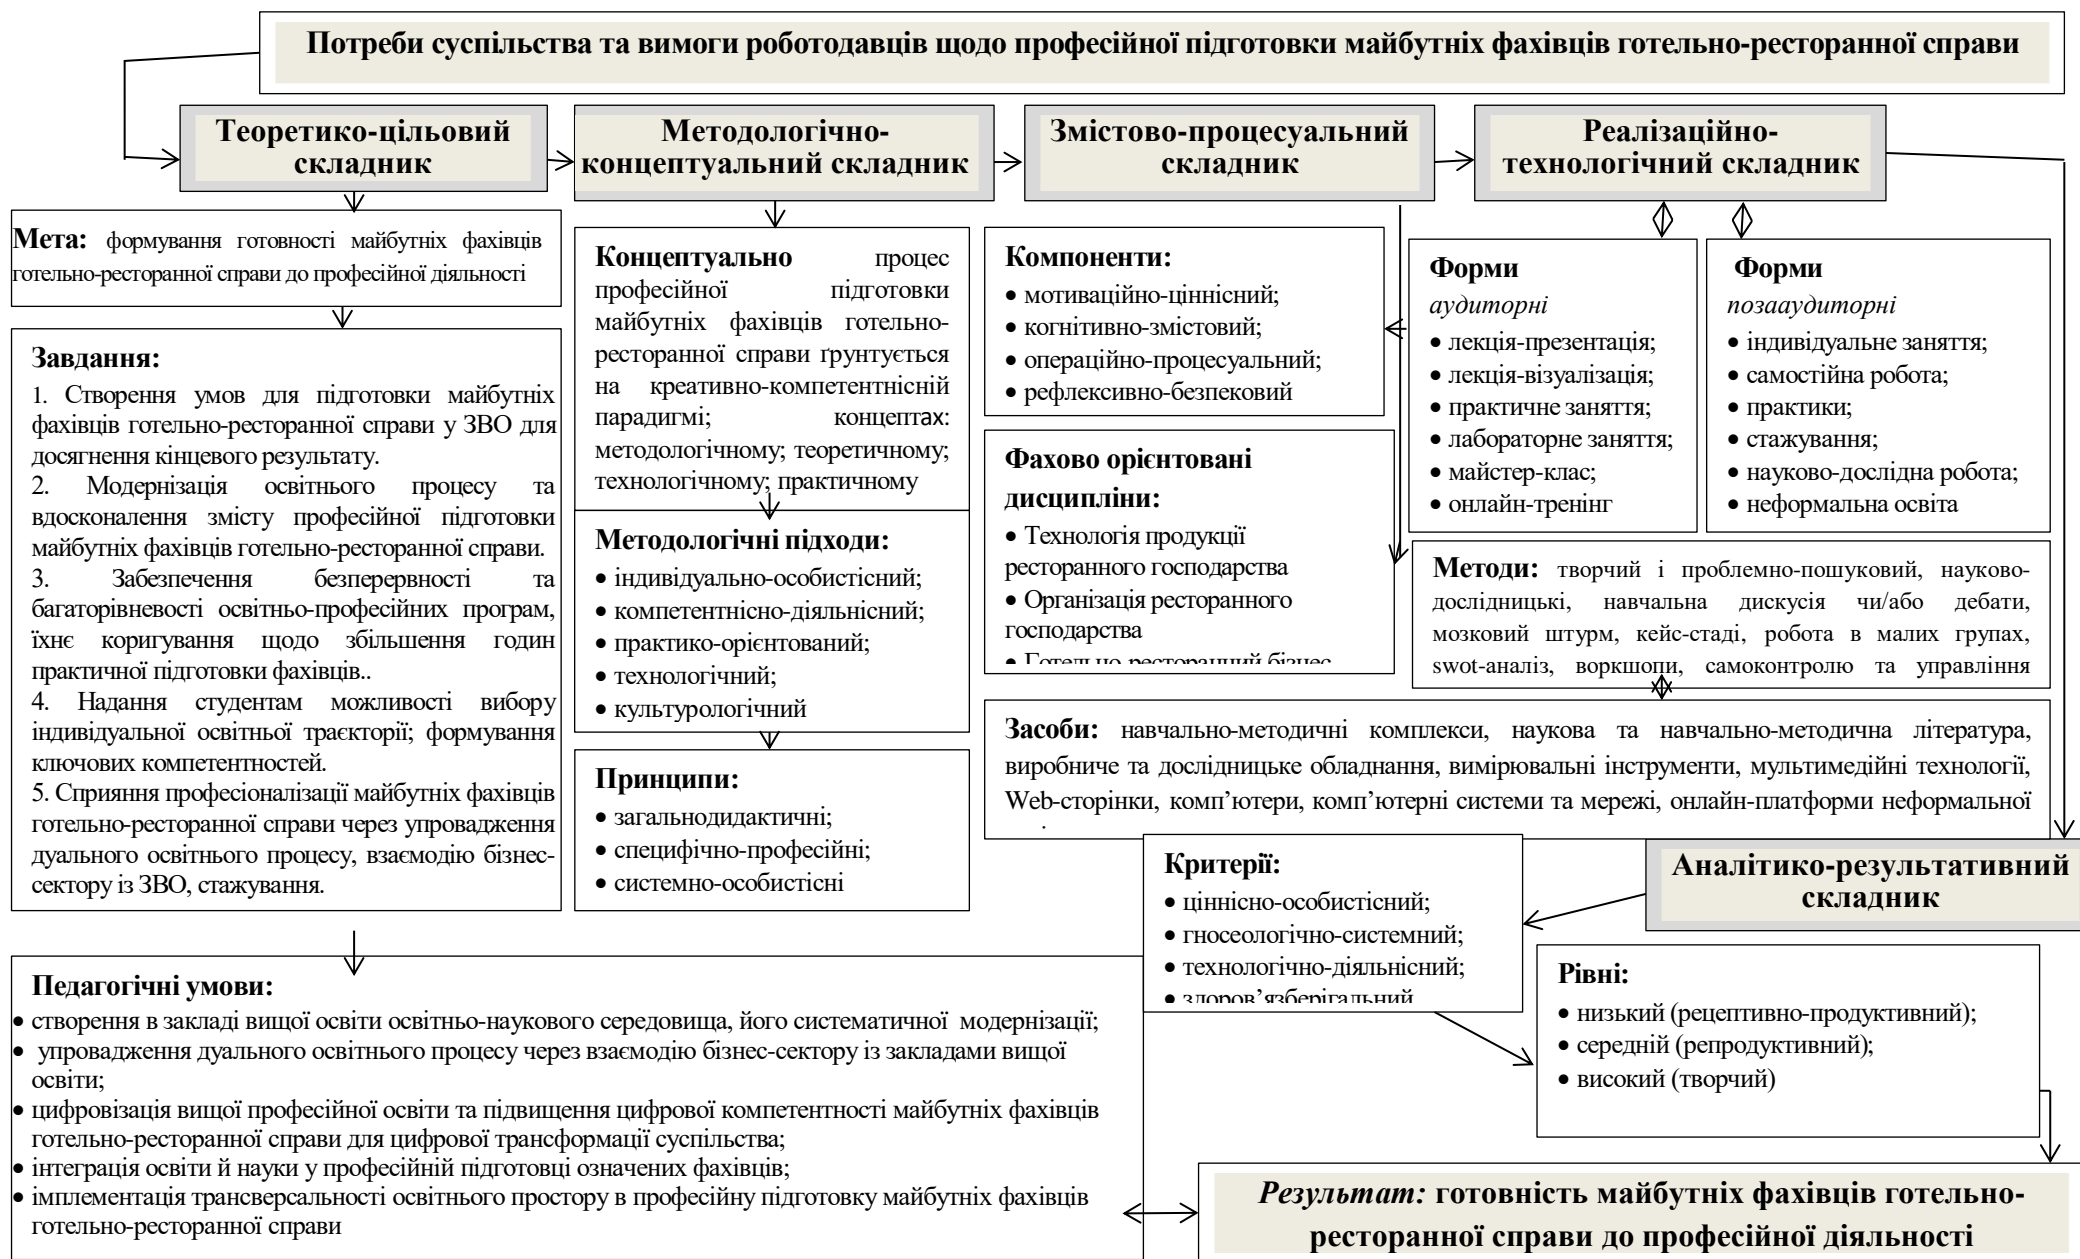 Потреби суспільства та вимоги роботодавців щодо професійної підготовки майбутніх фахівців готельно-ресторанної справи
Теоретико-цільовий
складник
Методологічно-
концептуальний складник
Змістово-процесуальний
складник
Реалізаційно-
технологічний складник
Мета: формування готовності майбутніх фахівців
готельно-ресторанної справи до професійної діяльності
Завдання:
1. Створення умов для підготовки майбутніх
фахівців готельно-ресторанної справи у ЗВО для
досягнення кінцевого результату.
2. Модернізація освітнього процесу та
вдосконалення змісту професійної підготовки
майбутніх фахівців готельно-ресторанної справи.
3. Забезпечення безперервності та
багаторівневості освітньо-професійних програм,
їхнє коригування щодо збільшення годин
практичної підготовки фахівців..
4. Надання студентам можливості вибору
індивідуальної освітньої траєкторії; формування
ключових компетентностей.
5. Сприяння професіоналізації майбутніх фахівців
готельно-ресторанної справи через упровадження
дуального освітнього процесу, взаємодію бізнес-
сектору із ЗВО, стажування.
Концептуально процес
професійної підготовки
майбутніх фахівців готельно-
ресторанної справи ґрунтується
на креативно-компетентнісній
парадигмі; концептах:
методологічному; теоретичному;
технологічному; практичному
Методологічні підходи:
• індивідуально-особистісний;
• компетентнісно-діяльнісний;
• практико-орієнтований;
• технологічний;
• культурологічний
Принципи:
• загальнодидактичні;
• специфічно-професійні;
• системно-особистісні
Компоненти:
• мотиваційно-ціннісний;
• когнітивно-змістовий;
• операційно-процесуальний;
• рефлексивно-безпековий
Фахово орієнтовані
дисципліни:
• Технологія продукції
ресторанного господарства
• Організація ресторанного
господарства
• Готельно-ресторанний бізнес
Форми
аудиторні
• лекція-презентація;
• лекція-візуалізація;
• практичне заняття;
• лабораторне заняття;
• майстер-клас;
• онлайн-тренінг
Форми
позааудиторні
• індивідуальне заняття;
• самостійна робота;
• практики;
• стажування;
• науково-дослідна робота;
• неформальна освіта
Методи: творчий і проблемно-пошуковий, науково-
дослідницькі, навчальна дискусія чи/або дебати,
мозковий штурм, кейс-стаді, робота в малих групах,
swot-аналіз, воркшопи, самоконтролю та управління
Засоби: навчально-методичні комплекси, наукова та навчально-методична література,
виробниче та дослідницьке обладнання, вимірювальні інструменти, мультимедійні технології,
Web-сторінки, комп’ютери, комп’ютерні системи та мережі, онлайн-платформи неформальної
Критерії:
• ціннісно-особистісний;
• гносеологічно-системний;
• технологічно-діяльнісний;
• здоров’язберігальний
Аналітико-результативний
складник
Рівні:
• низький (рецептивно-продуктивний);
• середній (репродуктивний);
• високий (творчий)
Педагогічні умови:
• створення в закладі вищої освіти освітньо-наукового середовища, його систематичної модернізації;
• упровадження дуального освітнього процесу через взаємодію бізнес-сектору із закладами вищої
освіти;
• цифровізація вищої професійної освіти та підвищення цифрової компетентності майбутніх фахівців
готельно-ресторанної справи для цифрової трансформації суспільства;
• інтеграція освіти й науки у професійній підготовці означених фахівців;
• імплементація трансверсальності освітнього простору в професійну підготовку майбутніх фахівців
готельно-ресторанної справи
Результат: готовність майбутніх фахівців готельно-
ресторанної справи до професійної діяльності